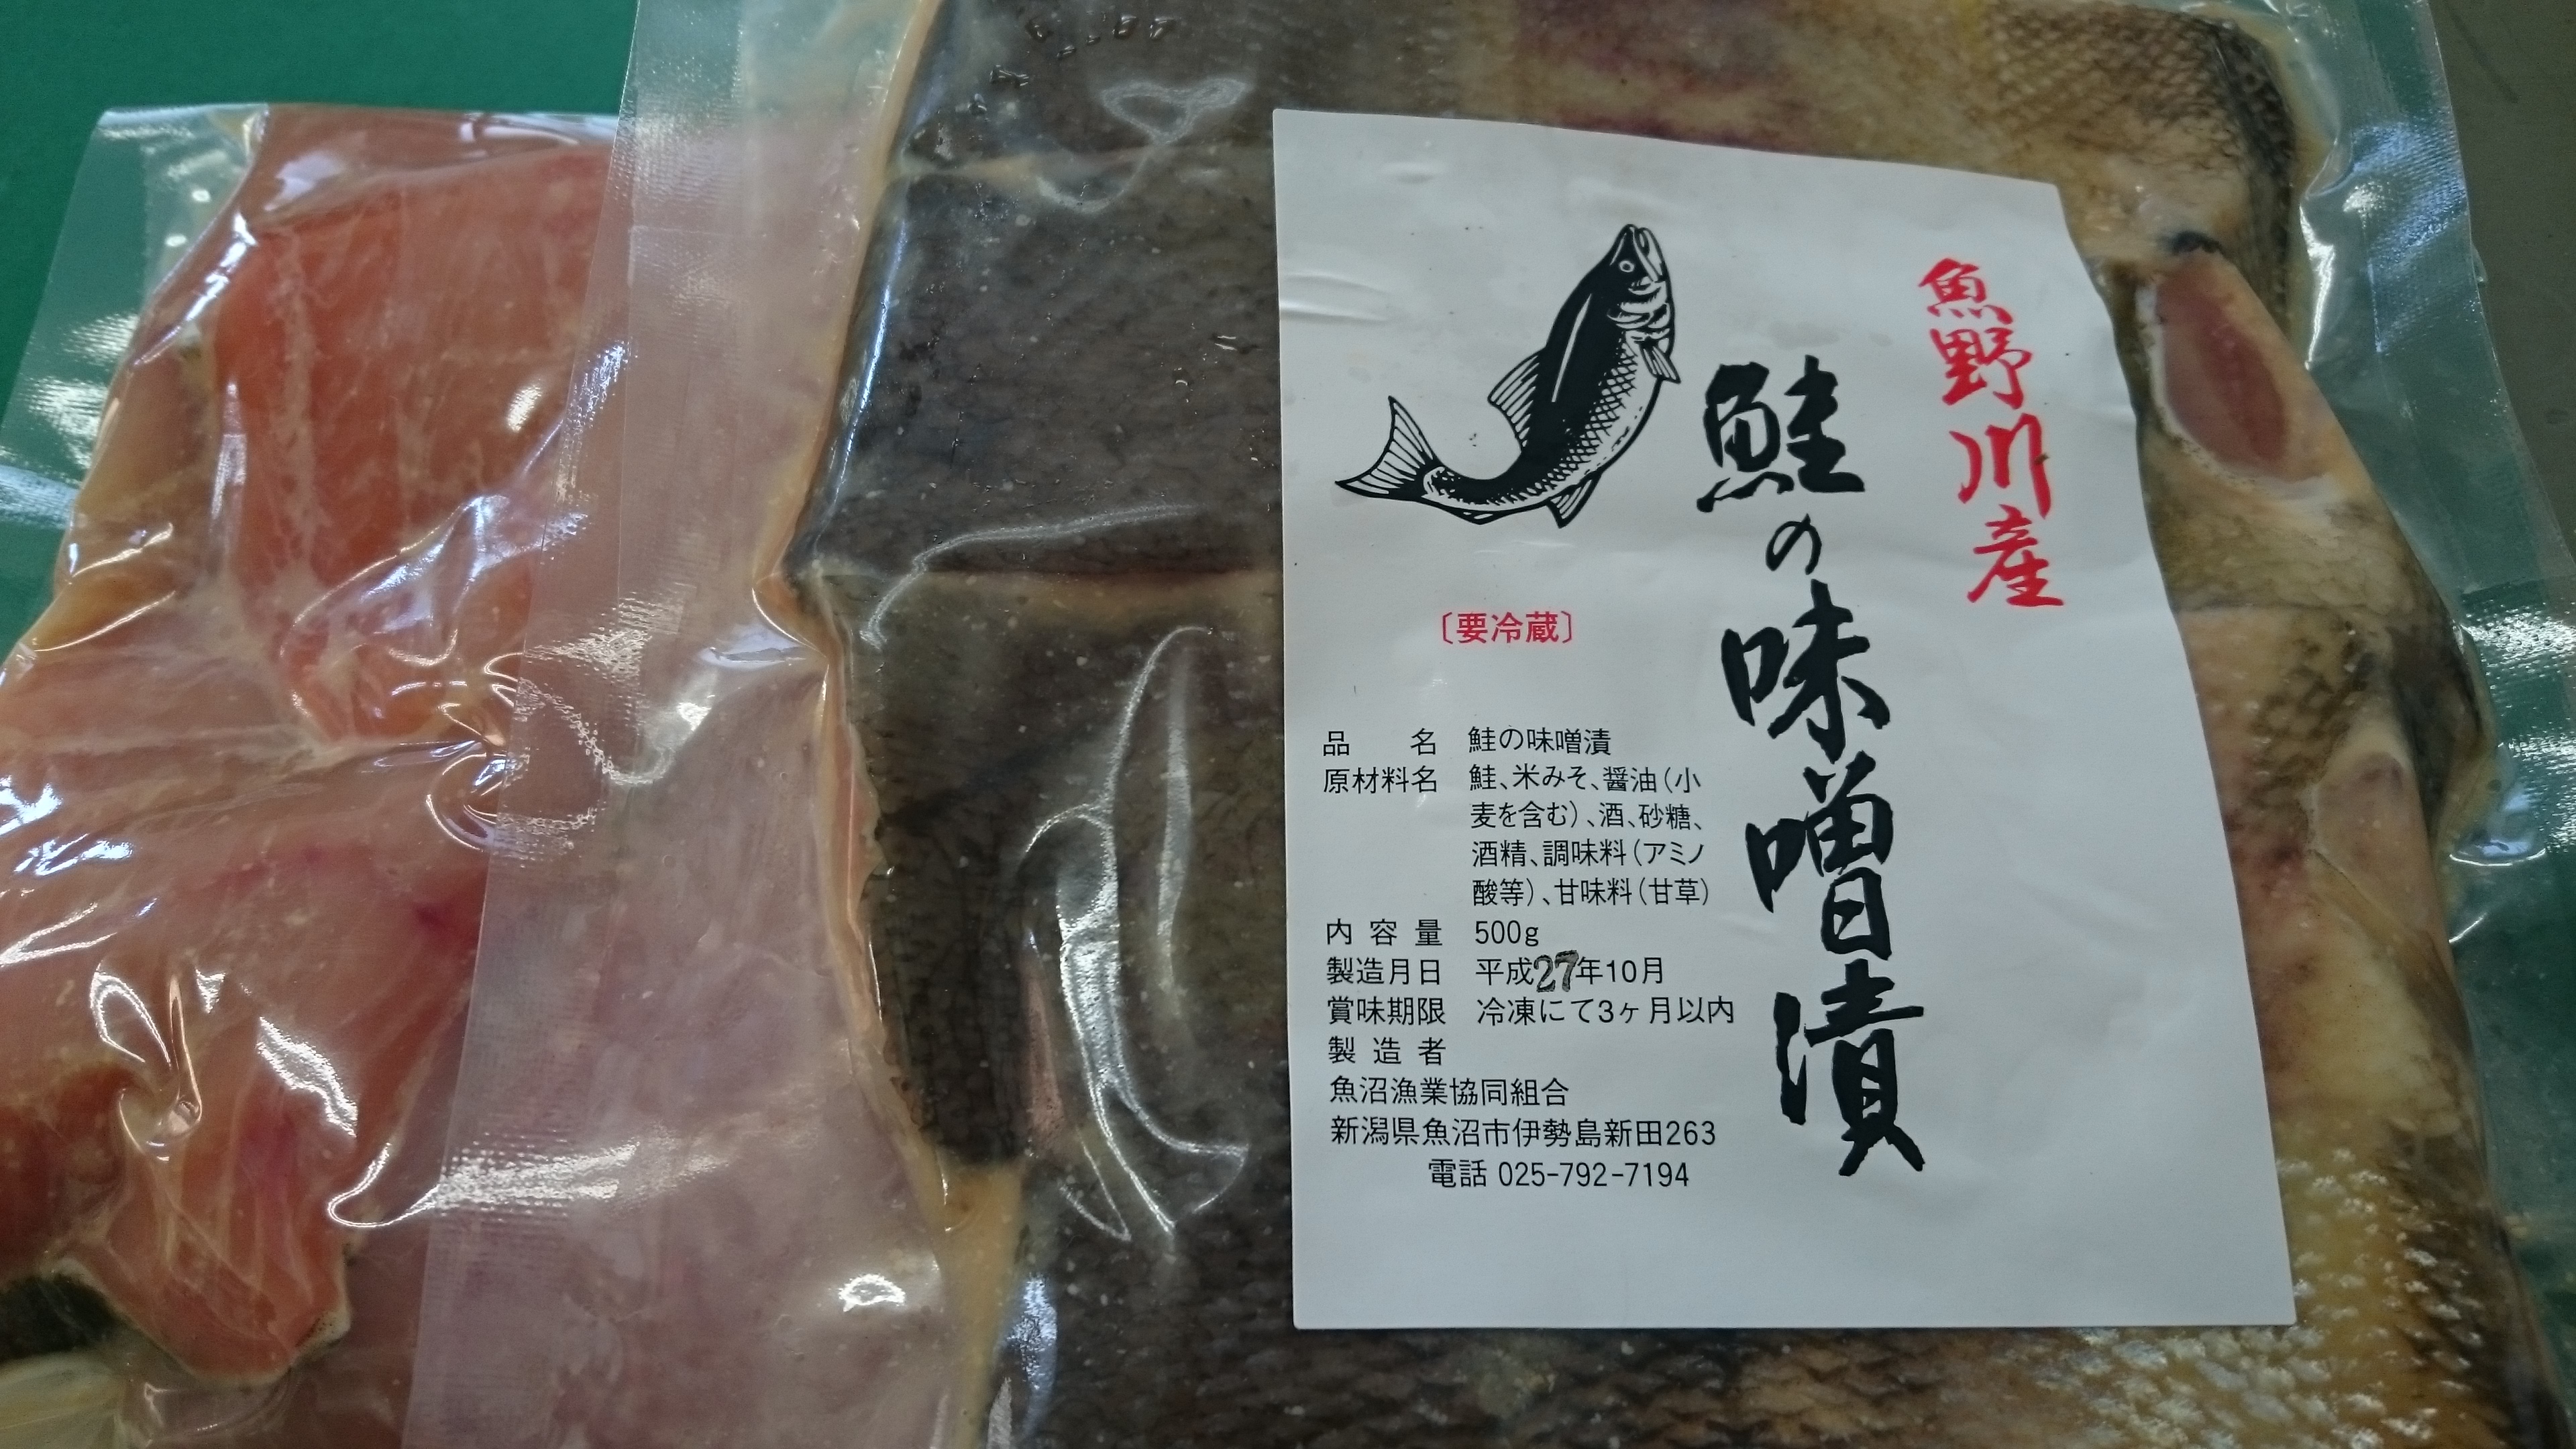 魚野川産
鮭の味噌漬
〔要冷蔵〕
品　名　鮭の味噌漬
原材料名　鮭、米みそ、醤油（小
麦を含む）、酒、砂糖、
酒精、調味料（アミノ
酸等）、甘味料（甘草）
内容量　500g
製造月日　平成27年10月
賞味期限　冷凍にて3ヶ月以内
製造者
魚沼漁業協同組合
新潟県魚沼市伊勢島新田263
電話 025-792-7194